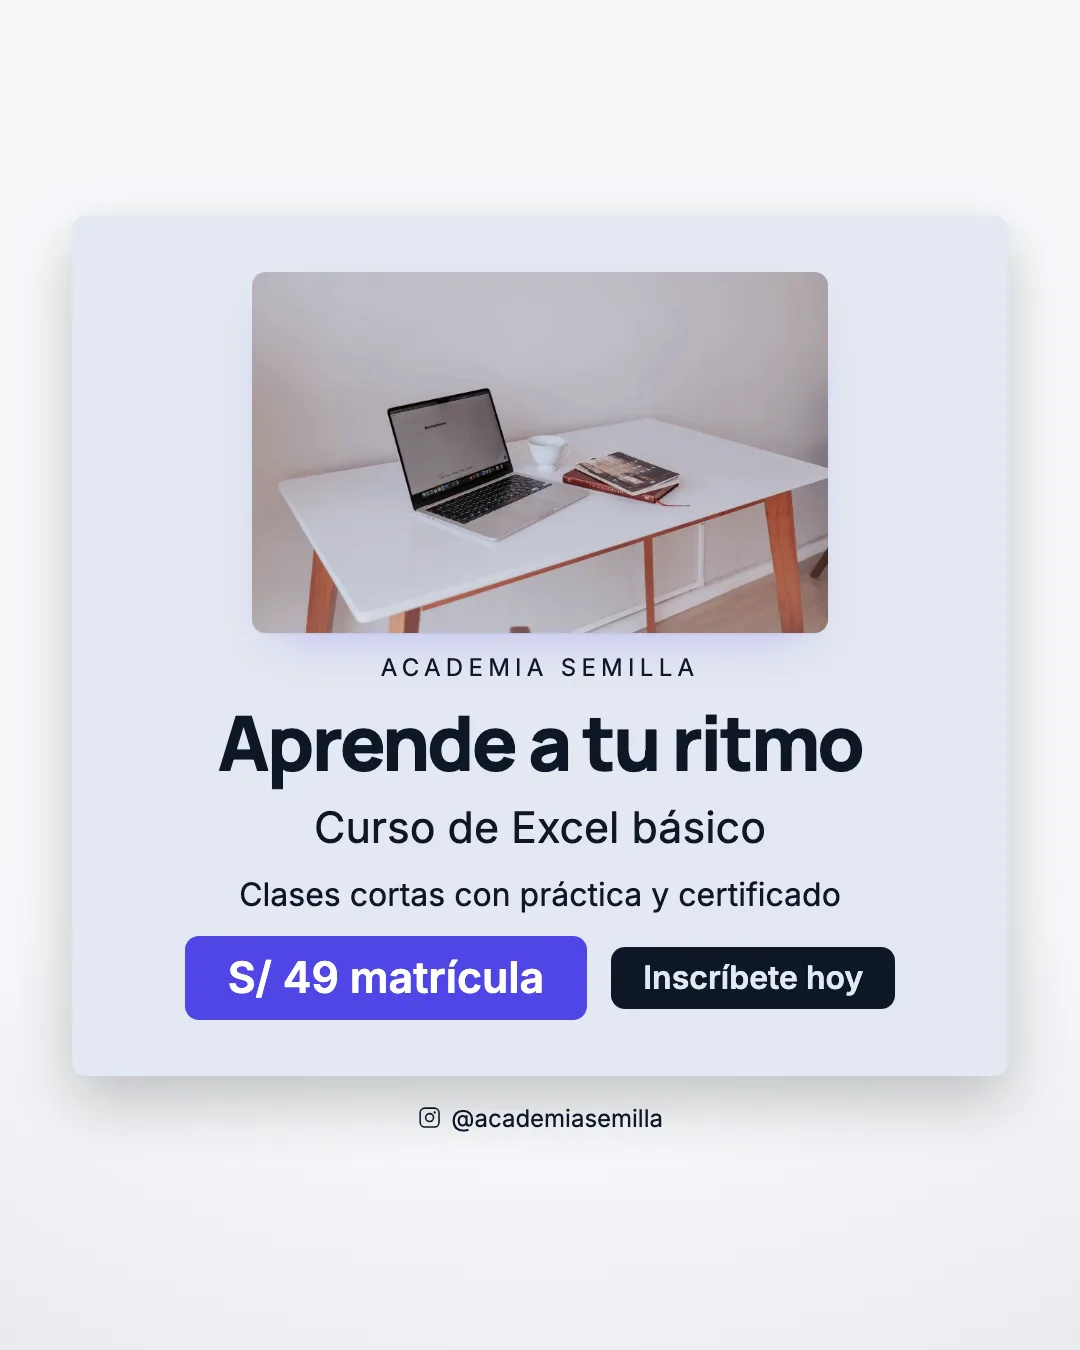 ACADEMIA SEMILLA
Aprende a tu ritmo
Curso de Excel básico
Clases cortas con práctica y certificado
S/ 49 matrícula
Inscríbete hoy
@academiasemilla